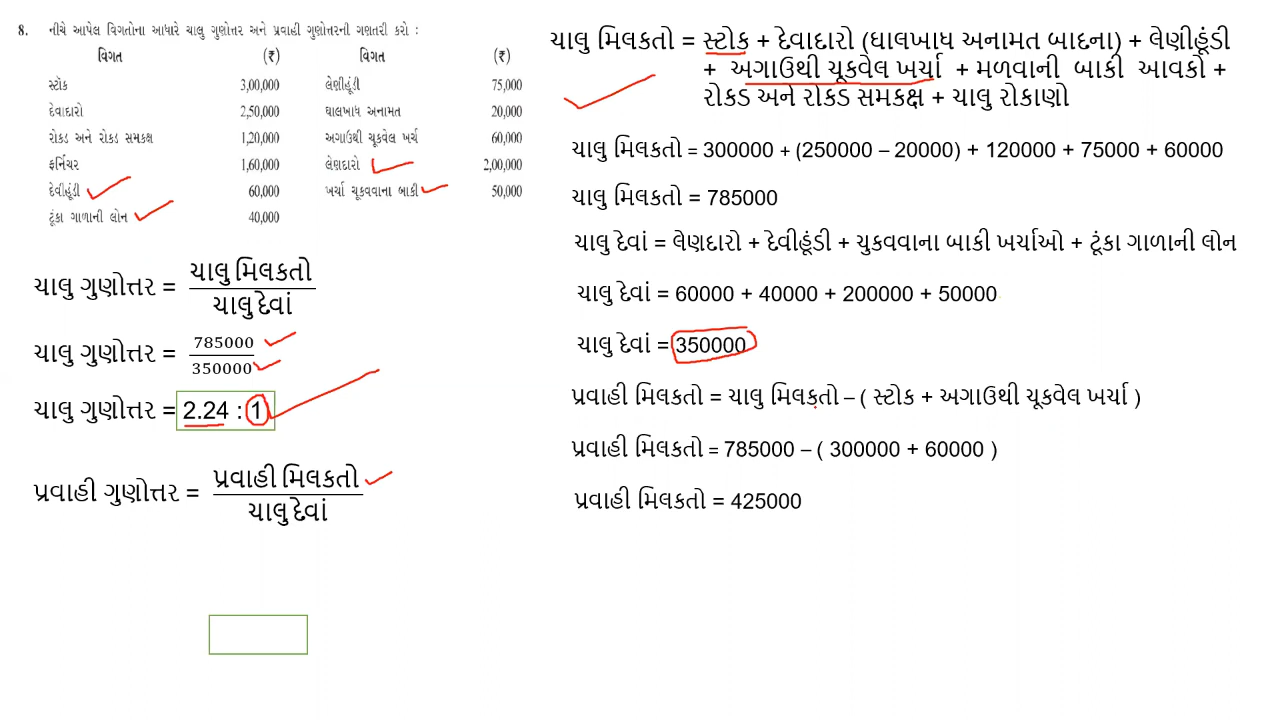 8. નીચે આપેલ વિગતોના આધારે ચાલુ ગુણોત્તર અને પ્રવાહી ગુણોત્તરની ગણતરી કરો :
વિગત (₹) વિગત (₹)
સ્ટૉક 3,00,000 લેણીહૂંડી 75,000
દેવાદારો 2,50,000 ઘાલખાધ અનામત 20,000
રોકડ અને રોકડ સમકક્ષ 1,20,000 અગાઉથી ચૂકવેલ ખર્ચ 60,000
ફર્નિચર 1,60,000 લેણદારો 2,00,000
દેવીહૂંડી 60,000 ખર્ચા ચૂકવવાના બાકી 50,000
ટૂંકા ગાળાની લોન 40,000
ચાલુ ગુણોત્તર = ચાલુ મિલકતો
ચાલુ દેવાં
ચાલુ ગુણોત્તર = 785000
350000
ચાલુ ગુણોત્તર = 2.24 : 1
પ્રવાહી ગુણોત્તર = પ્રવાહી મિલકતો
ચાલુ દેવાં
ચાલુ મિલકતો = સ્ટોક + દેવાદારો (ઘાલખાધ અનામત બાદના) + લેણીહૂંડી
+ અગાઉથી ચૂકવેલ ખર્ચા + મળવાની બાકી આવકો +
રોકડ અને રોકડ સમકક્ષ + ચાલુ રોકાણો
ચાલુ મિલકતો = 300000 + (250000 – 20000) + 120000 + 75000 + 60000
ચાલુ મિલકતો = 785000
ચાલુ દેવાં = લેણદારો + દેવીહૂંડી + ચુકવવાના બાકી ખર્ચાઓ + ટૂંકા ગાળાની લોન
ચાલુ દેવાં = 60000 + 40000 + 200000 + 50000
ચાલુ દેવાં = 350000
પ્રવાહી મિલકતો = ચાલુ મિલકતો – ( સ્ટોક + અગાઉથી ચૂકવેલ ખર્ચા )
પ્રવાહી મિલકતો = 785000 – ( 300000 + 60000 )
પ્રવાહી મિલકતો = 425000